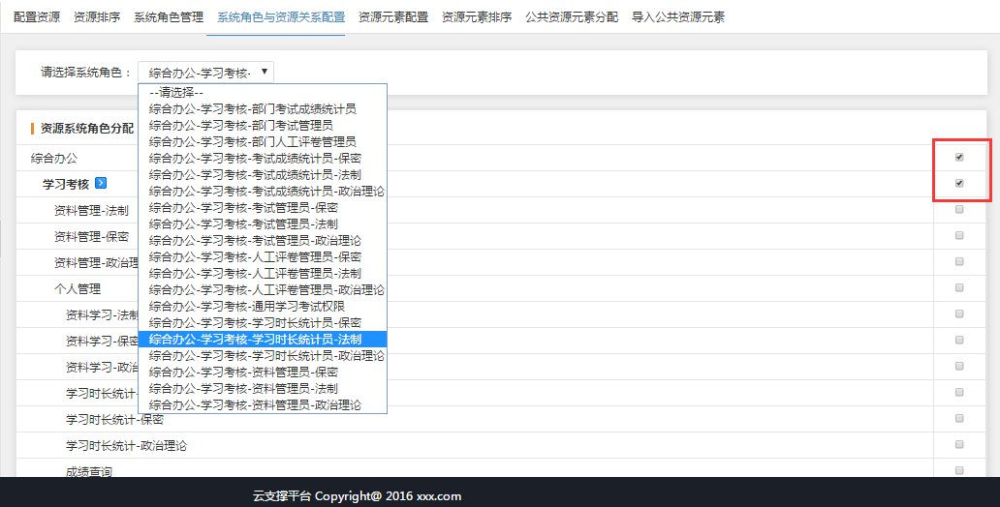 配置资源 资源排序 系统角色管理 系统角色与资源关系配置 资源元素配置 资源元素排序 公共资源元素分配 导入公共资源元素
请选择系统角色： 综合办公-学习考核-
--请选择--
综合办公-学习考核-部门考试成绩统计员
综合办公-学习考核-部门考试管理员
综合办公-学习考核-部门人工评卷管理员
综合办公-学习考核-考试成绩统计员-保密
综合办公-学习考核-考试成绩统计员-法制
综合办公-学习考核-考试成绩统计员-政治理论
综合办公-学习考核-考试管理员-保密
综合办公-学习考核-考试管理员-法制
综合办公-学习考核-考试管理员-政治理论
综合办公-学习考核-人工评卷管理员-保密
综合办公-学习考核-人工评卷管理员-法制
综合办公-学习考核-人工评卷管理员-政治理论
综合办公-学习考核-通用学习考试权限
综合办公-学习考核-学习时长统计员-保密
综合办公-学习考核-学习时长统计员-法制
综合办公-学习考核-学习时长统计员-政治理论
综合办公-学习考核-资料管理员-保密
综合办公-学习考核-资料管理员-法制
综合办公-学习考核-资料管理员-政治理论
资源系统角色分配
综合办公
学习考核
资料管理-法制
资料管理-保密
资料管理-政治理
个人管理
资料学习-法制
资料学习-保密
资料学习-政治
学习时长统计-
学习时长统计-保密
学习时长统计-政治理论
成绩查询
云支撑平台 Copyright@ 2016 xxx.com